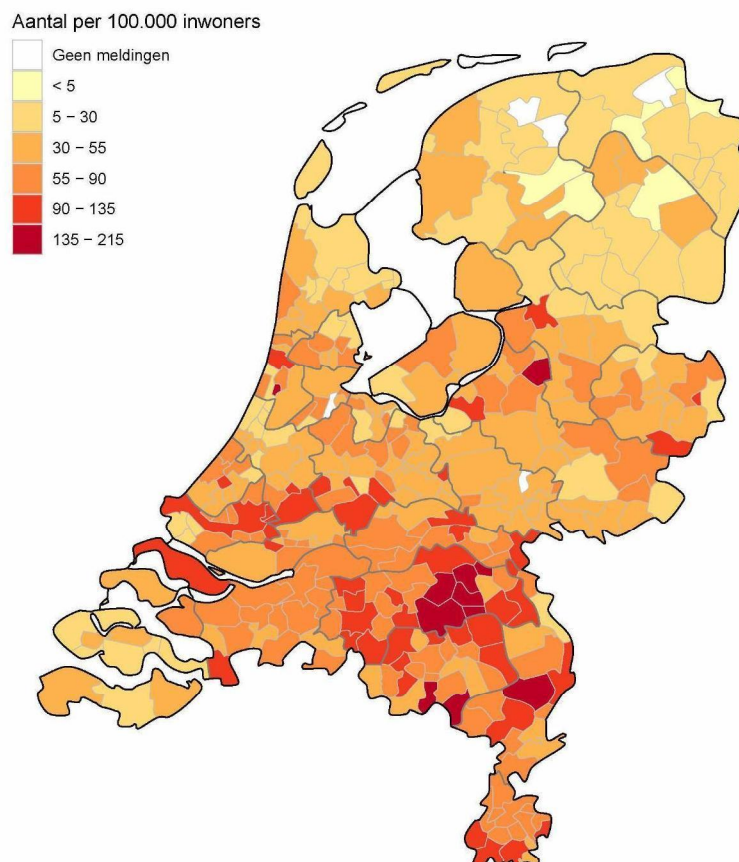 Aantal per 100.000 inwoners
Geen meldingen
< 5
5 – 30
30 – 55
55 – 90
90 – 135
135 – 215